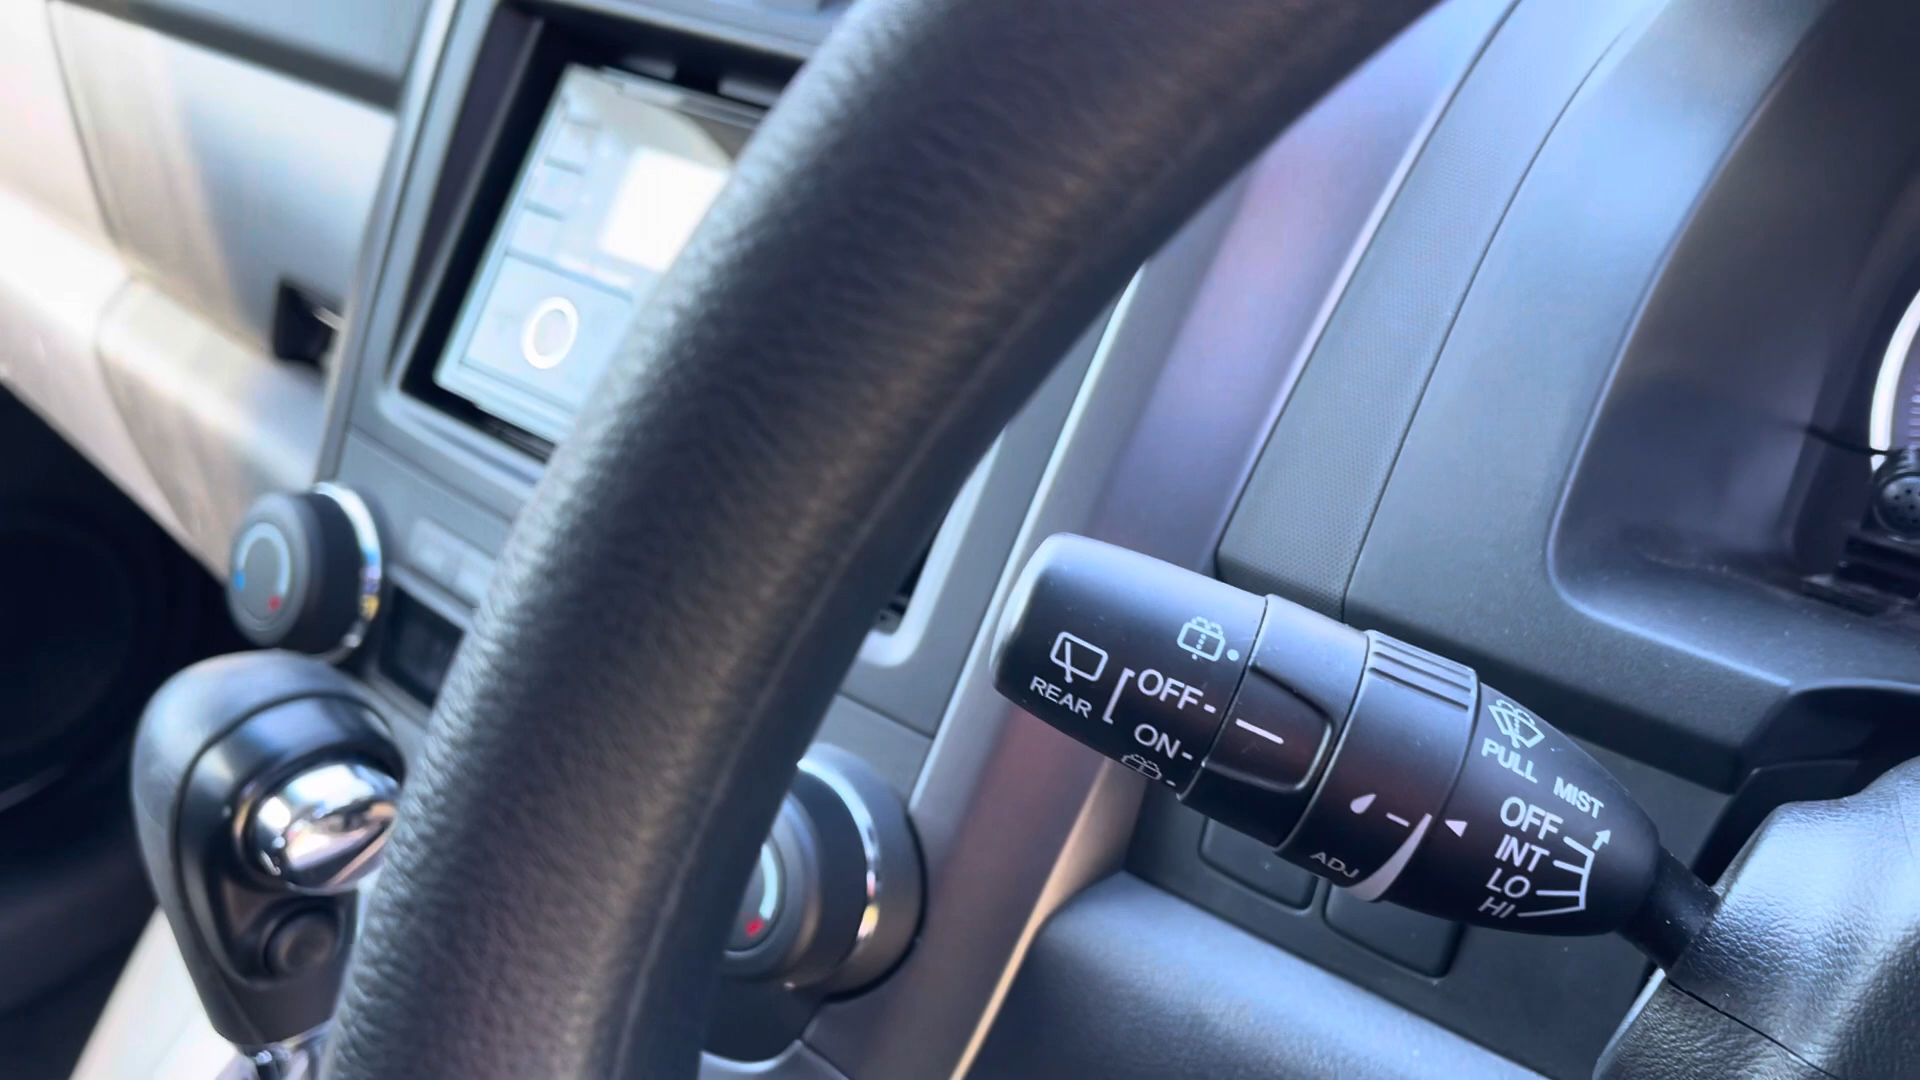 REAR
OFF
ON
ADJ
PULL
MIST
OFF
INT
LO
HI